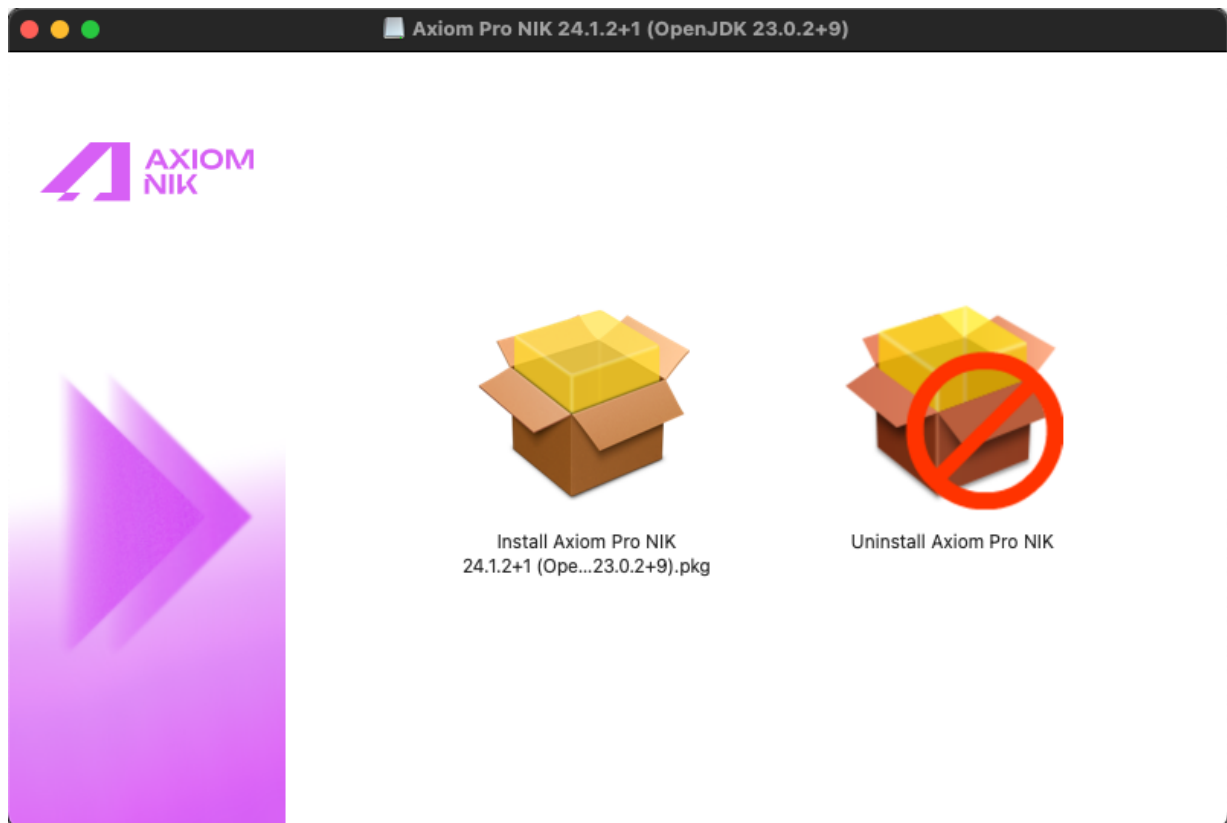 Axiom Pro NIK 24.1.2+1 (OpenJDK 23.0.2+9)
AXIOM
NIK
Install Axiom Pro NIK
24.1.2+1 (Ope...23.0.2+9).pkg
Uninstall Axiom Pro NIK